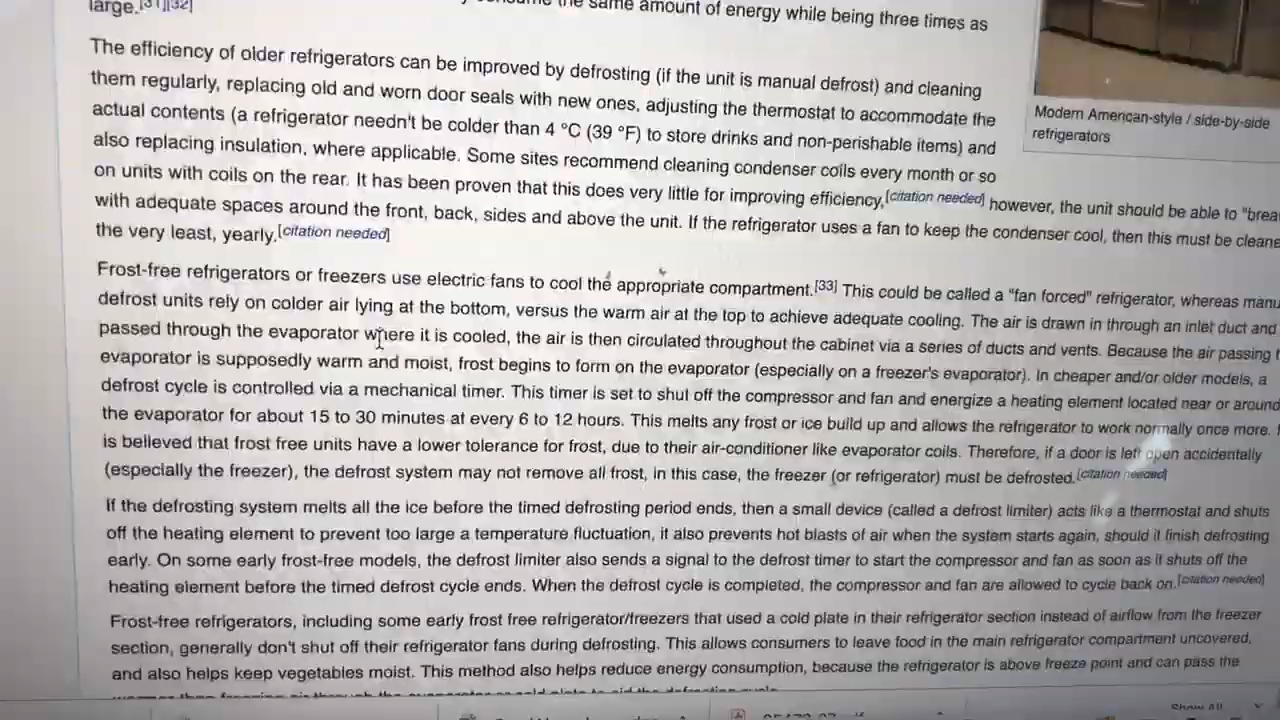 the same amount of energy while being three times as
large.[31][32]
The efficiency of older refrigerators can be improved by defrosting (if the unit is manual defrost) and cleaning
them regularly, replacing old and worn door seals with new ones, adjusting the thermostat to accommodate the
actual contents (a refrigerator needn't be colder than 4 °C (39 °F) to store drinks and non-perishable items) and
also replacing insulation, where applicable. Some sites recommend cleaning condenser coils every month or so
on units with coils on the rear. It has been proven that this does very little for improving efficiency,[citation needed] however, the unit should be able to "brea
with adequate spaces around the front, back, sides and above the unit. If the refrigerator uses a fan to keep the condenser cool, then this must be cleane
the very least, yearly.[citation needed]
Modern American-style / side-by-side
refrigerators
Frost-free refrigerators or freezers use electric fans to cool the appropriate compartment.[33] This could be called a "fan forced" refrigerator, whereas manu
defrost units rely on colder air lying at the bottom, versus the warm air at the top to achieve adequate cooling. The air is drawn in through an inlet duct and
passed through the evaporator where it is cooled, the air is then circulated throughout the cabinet via a series of ducts and vents. Because the air passing
evaporator is supposedly warm and moist, frost begins to form on the evaporator (especially on a freezer's evaporator). In cheaper and/or older models, a
defrost cycle is controlled via a mechanical timer. This timer is set to shut off the compressor and fan and energize a heating element located near or around
the evaporator for about 15 to 30 minutes at every 6 to 12 hours. This melts any frost or ice build up and allows the refrigerator to work normally once more.
is believed that frost free units have a lower tolerance for frost, due to their air-conditioner like evaporator coils. Therefore, if a door is left open accidentally
(especially the freezer), the defrost system may not remove all frost, in this case, the freezer (or refrigerator) must be defrosted.[citation needed]
If the defrosting system melts all the ice before the timed defrosting period ends, then a small device (called a defrost limiter) acts like a thermostat and shuts
off the heating element to prevent too large a temperature fluctuation, it also prevents hot blasts of air when the system starts again, should it finish defrosting
early. On some early frost-free models, the defrost limiter also sends a signal to the defrost timer to start the compressor and fan as soon as it shuts off the
heating element before the timed defrost cycle ends. When the defrost cycle is completed, the compressor and fan are allowed to cycle back on.[citation needed]
Frost-free refrigerators, including some early frost free refrigerator/freezers that used a cold plate in their refrigerator section instead of airflow from the freezer
section, generally don't shut off their refrigerator fans during defrosting. This allows consumers to leave food in the main refrigerator compartment uncovered,
and also helps keep vegetables moist. This method also helps reduce energy consumption, because the refrigerator is above freeze point and can pass the
Show All